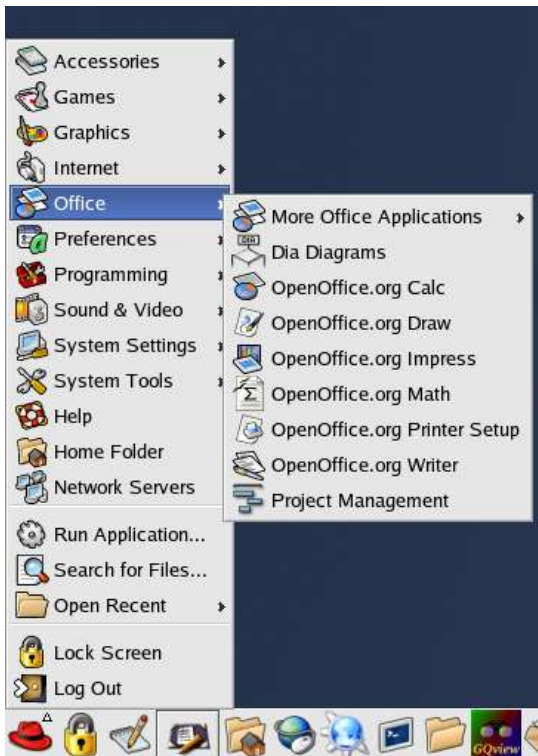 Accessories
Games
Graphics
Internet
Office
Preferences
Programming
Sound & Video
System Settings
System Tools
Help
Home Folder
Network Servers
Run Application...
Search for Files...
Open Recent
Lock Screen
Log Out
More Office Applications
DIA
Dia Diagrams
OpenOffice.org Calc
OpenOffice.org Draw
OpenOffice.org Impress
OpenOffice.org Math
OpenOffice.org Printer Setup
OpenOffice.org Writer
Project Management
GQview